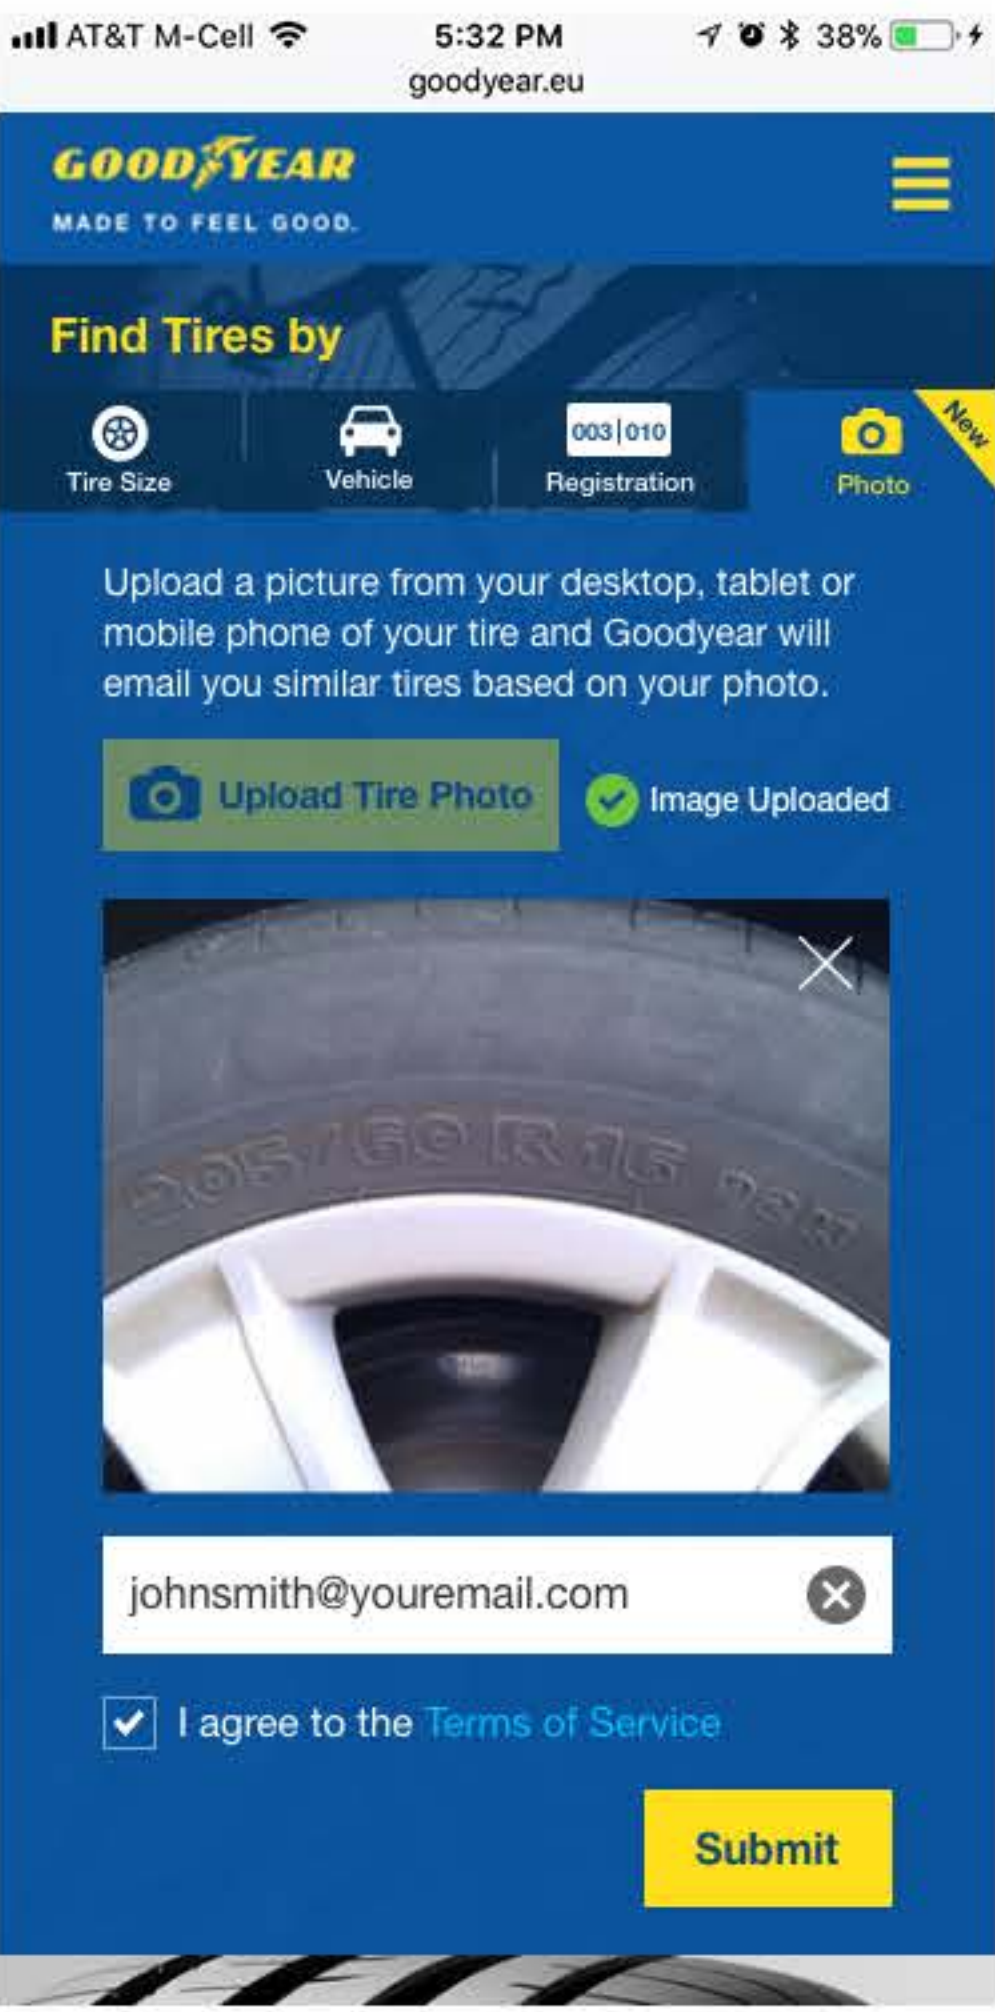 AT&T M-Cell 5:32 PM 38%
goodyear.eu
GOODYEAR
MADE TO FEEL GOOD.
Find Tires by
New
003|010
Tire Size Vehicle Registration Photo
Upload a picture from your desktop, tablet or
mobile phone of your tire and Goodyear will
email you similar tires based on your photo.
Upload Tire Photo Image Uploaded
205/60 R 15
johnsmith@youremail.com
I agree to the Terms of Service
Submit